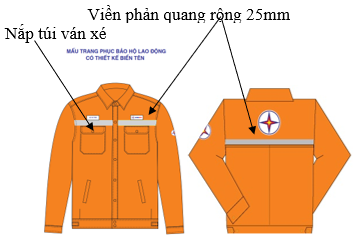 Viền phản quang rộng 25mm
Nắp túi ván xé
MẪU TRANG PHỤC BẢO HỘ LAO ĐỘNG
CÓ THIẾT KẾ BIỂN TÊN